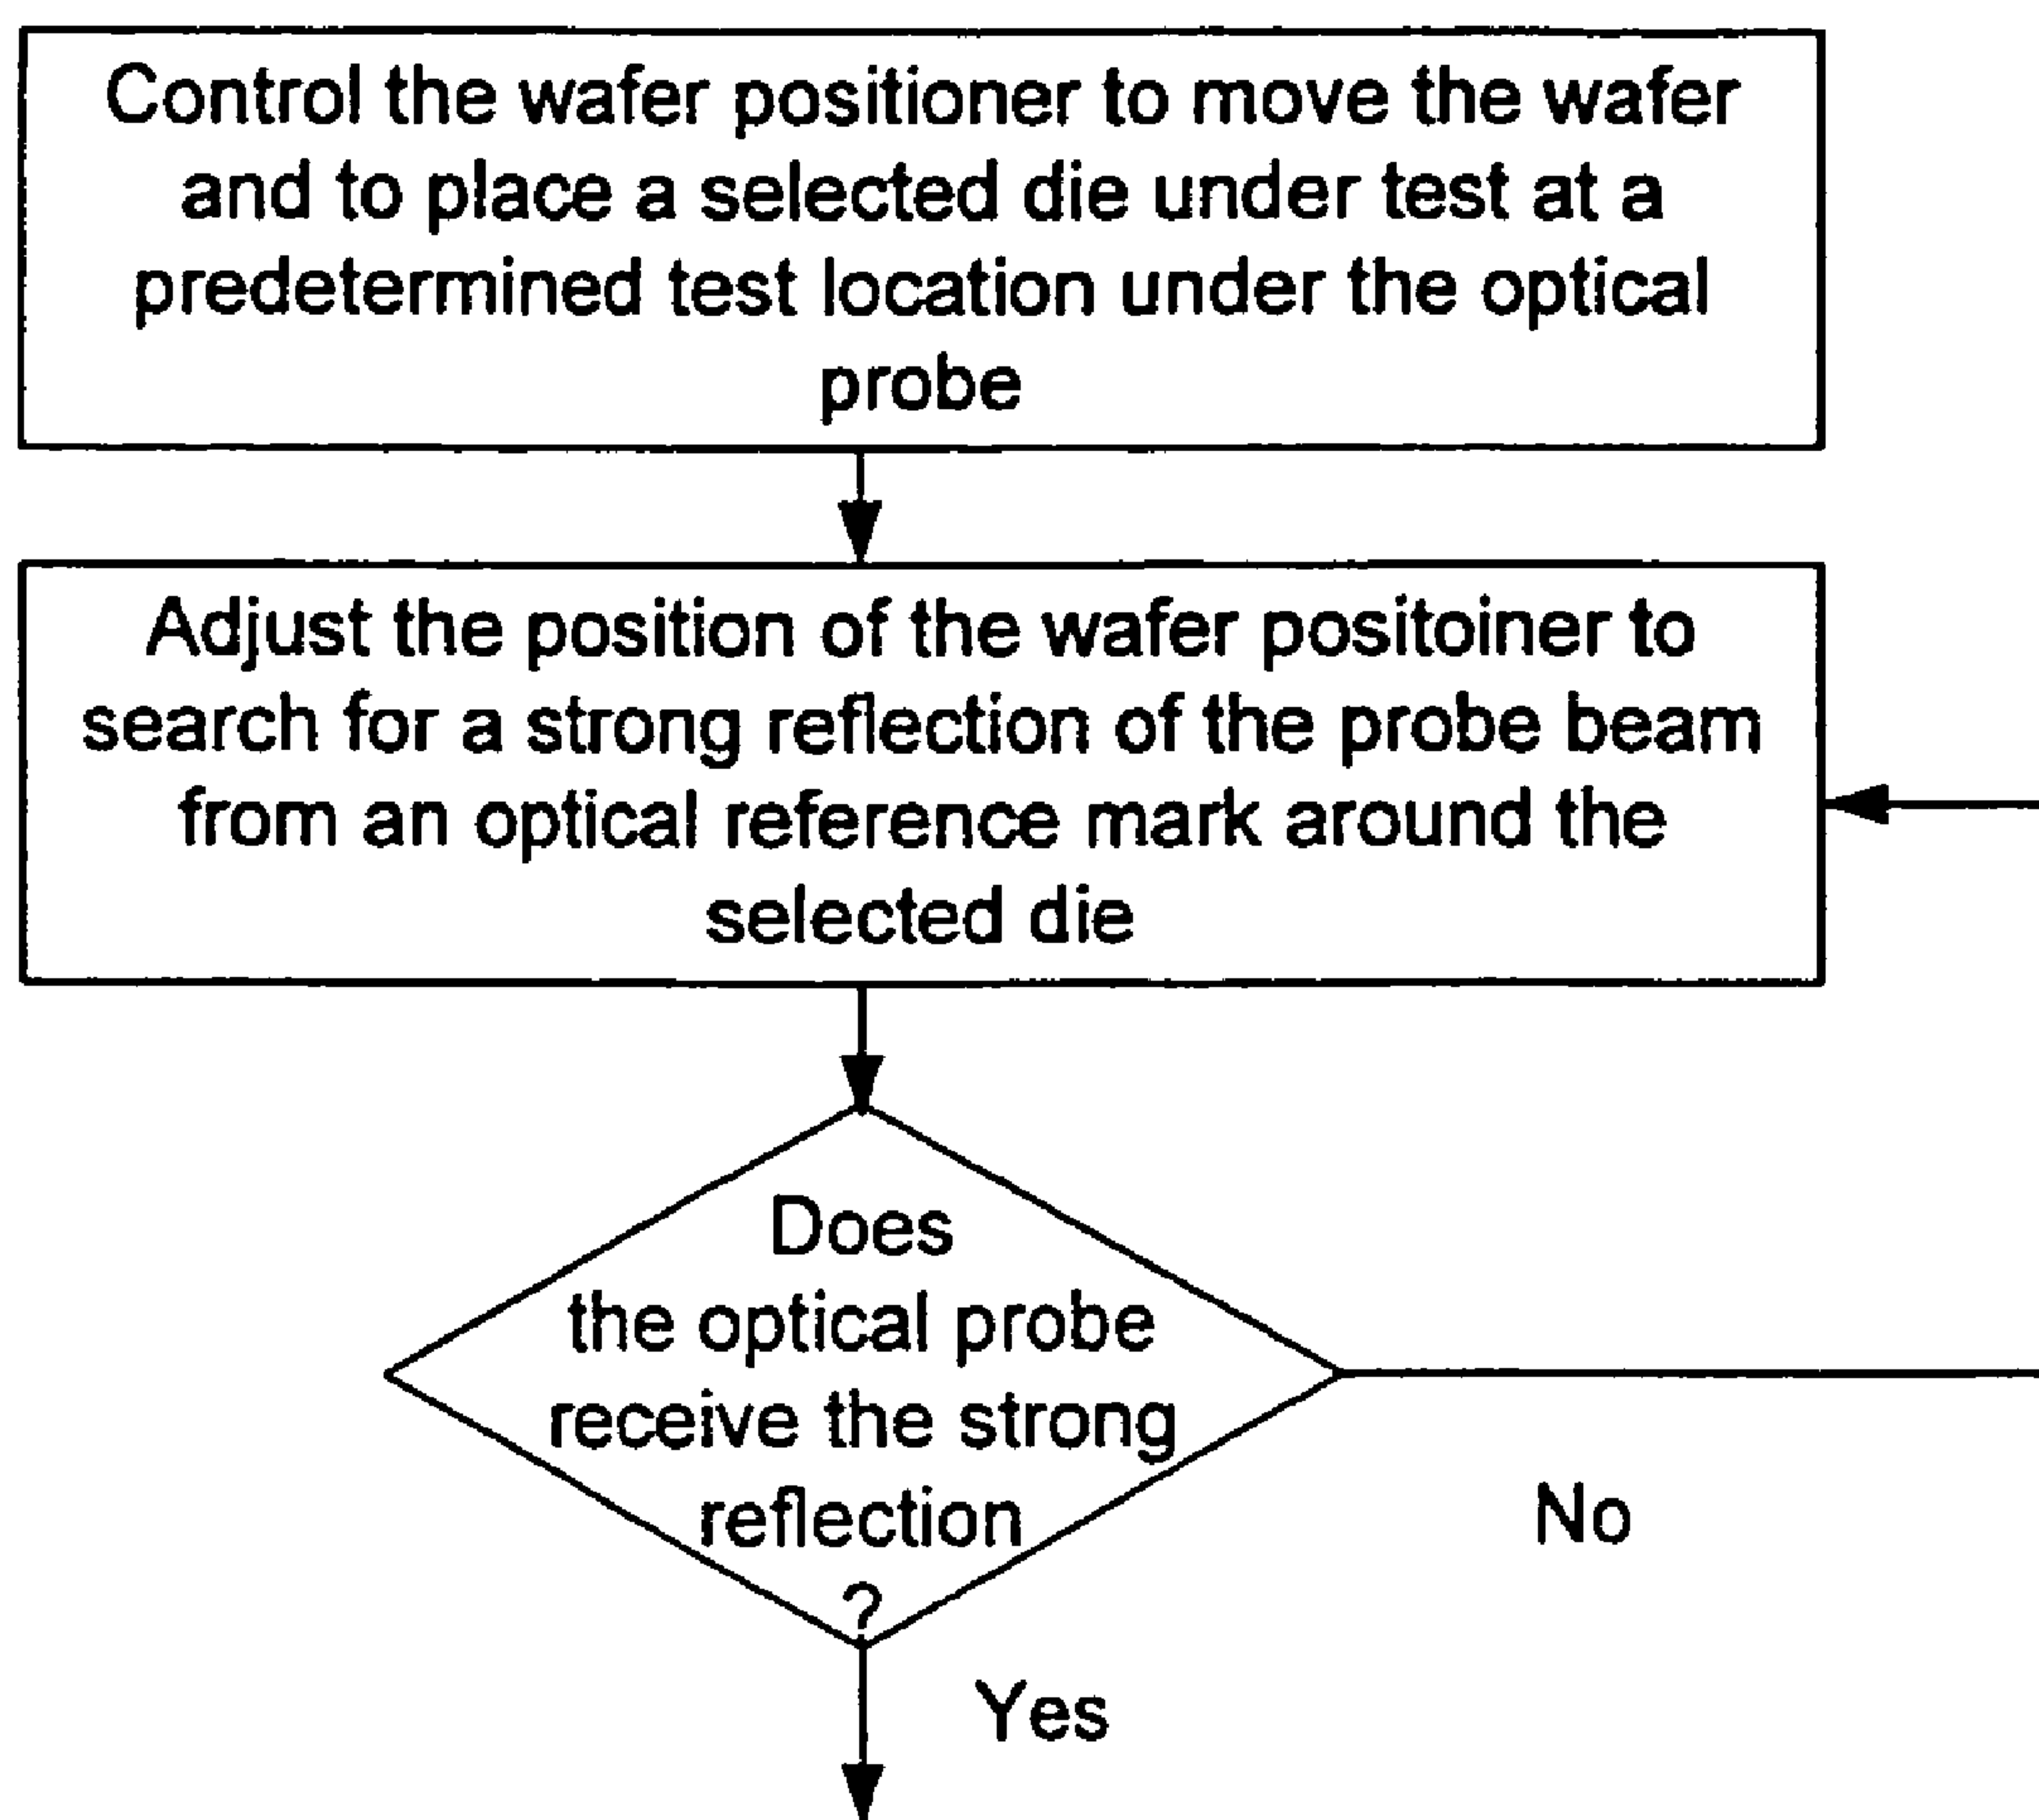 Control the wafer positioner to move the wafer
and to place a selected die under test at a
predetermined test location under the optical
probe
Adjust the position of the wafer positoiner to
search for a strong reflection of the probe beam
from an optical reference mark around the
selected die
Does
the optical probe
receive the strong
reflection
?
No
Yes